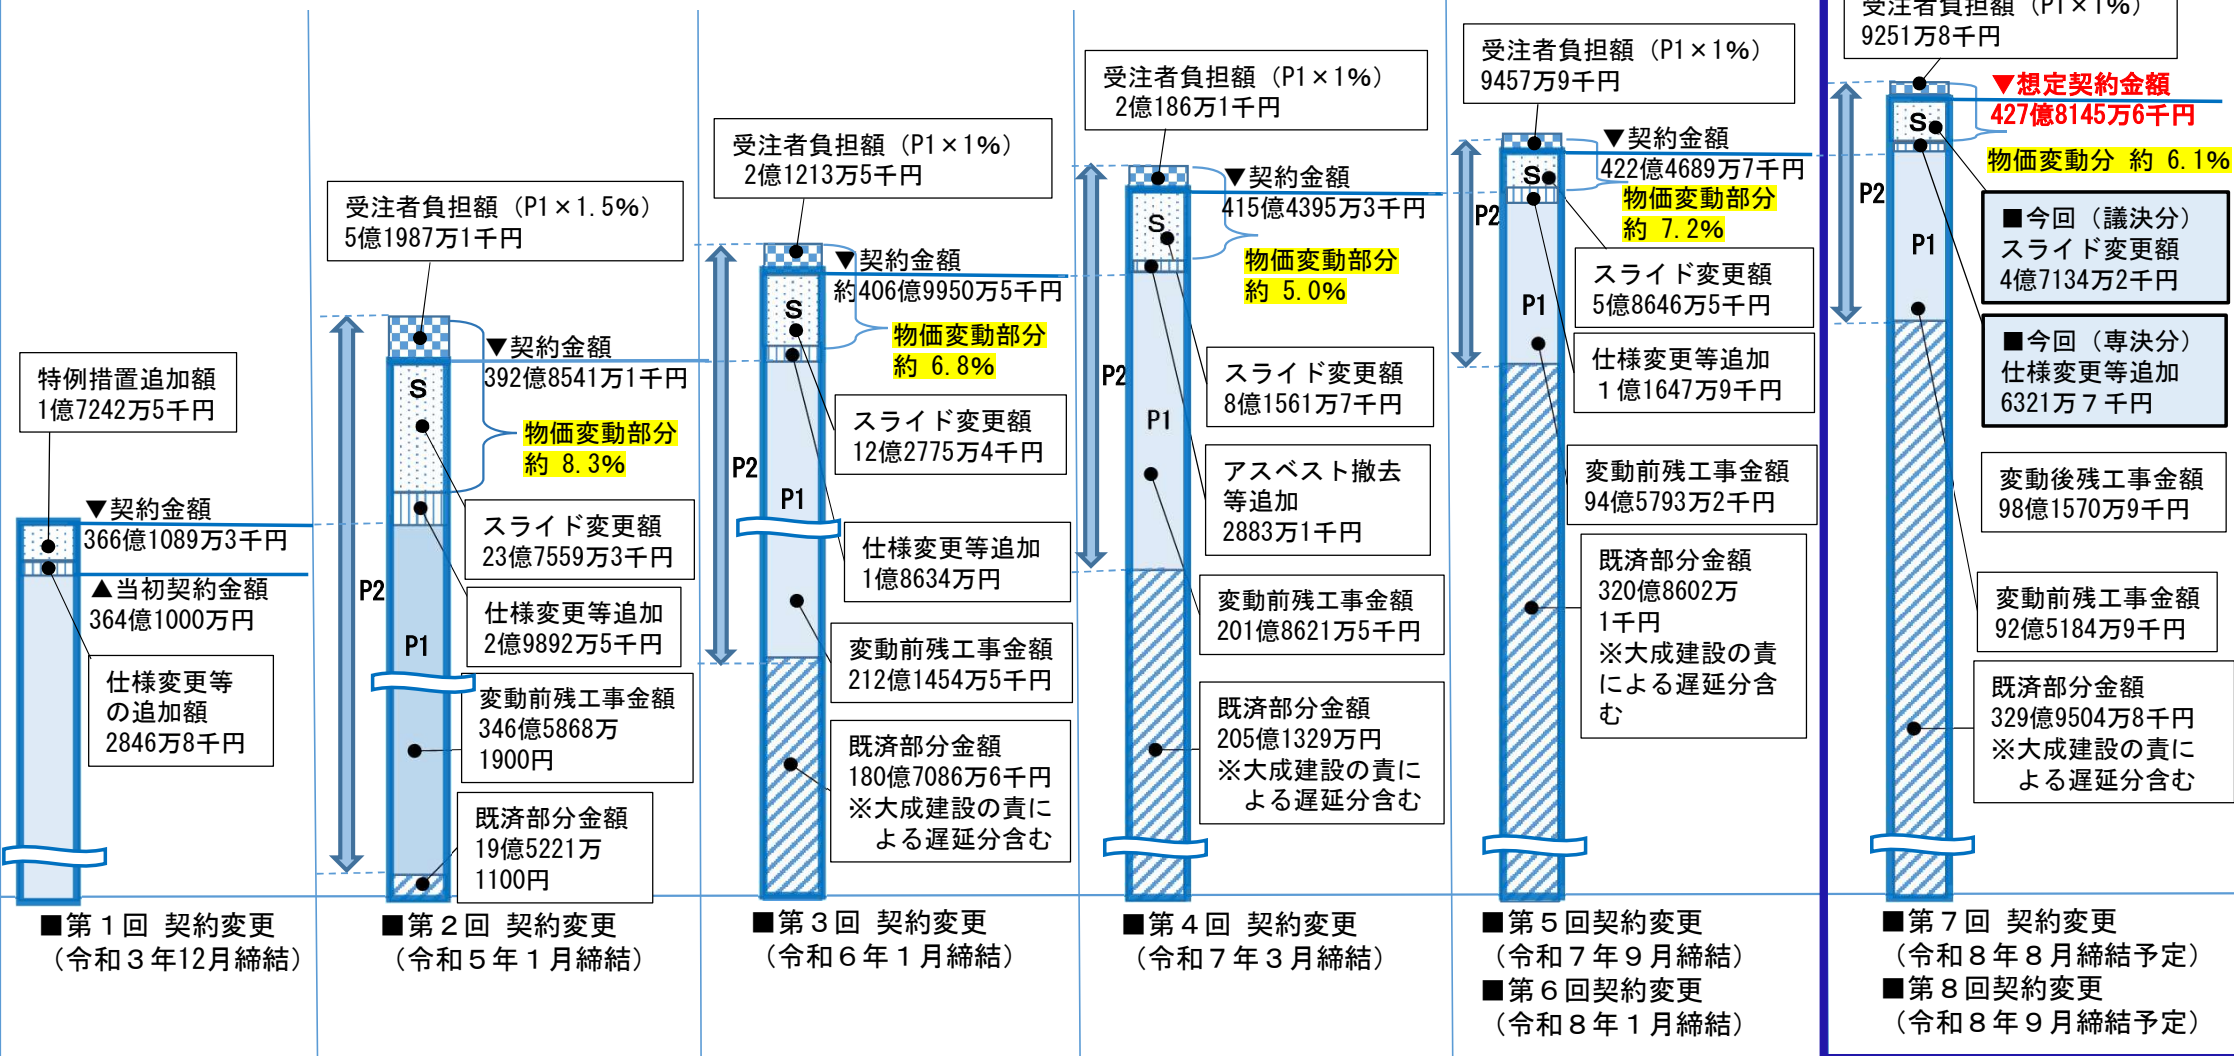 特例措置追加額
1億7242万5千円
▼契約金額
366億1089万3千円
▲当初契約金額
364億1000万円
仕様変更等
の追加額
2846万8千円
■第1回 契約変更
（令和3年12月締結）
受注者負担額（P1×1.5%）
5億1987万1千円
▼契約金額
392億8541万1千円
S
物価変動部分
約 8.3%
スライド変更額
23億7559万3千円
P2
仕様変更等追加
2億9892万5千円
P1
変動前残工事金額
346億5868万
1900円
既済部分金額
19億5221万
1100円
■第２回 契約変更
（令和５年１月締結）
受注者負担額（P1×1%）
2億1213万5千円
▼契約金額
約406億9950万5千円
S
物価変動部分
約 6.8%
スライド変更額
12億2775万4千円
P2
P1
仕様変更等追加
1億8634万円
変動前残工事金額
212億1454万5千円
既済部分金額
180億7086万6千円
※大成建設の責に
よる遅延分含む
■第３回 契約変更
（令和６年１月締結）
受注者負担額（P1×1%）
2億186万1千円
▼契約金額
415億4395万3千円
S
物価変動部分
約 5.0%
スライド変更額
8億1561万7千円
P2
P1
アスベスト撤去
等追加
2883万1千円
変動前残工事金額
201億8621万5千円
既済部分金額
205億1329万円
※大成建設の責に
よる遅延分含む
■第４回 契約変更
（令和７年３月締結）
受注者負担額（P1×1%）
9457万9千円
▼契約金額
422億4689万7千円
S
物価変動部分
約 7.2%
P2
スライド変更額
5億8646万5千円
P1
仕様変更等追加
１億1647万9千円
変動前残工事金額
94億5793万2千円
既済部分金額
320億8602万
1千円
※大成建設の責
による遅延分含
む
■第５回契約変更
（令和７年９月締結）
■第６回契約変更
（令和８年１月締結）
受注者負担額（P1×1%）
9251万8千円
▼想定契約金額
427億8145万6千円
S
物価変動分 約 6.1%
P2
■今回（議決分）
スライド変更額
4億7134万2千円
P1
■今回（専決分）
仕様変更等追加
6321万７千円
変動後残工事金額
98億1570万9千円
変動前残工事金額
92億5184万9千円
既済部分金額
329億9504万8千円
※大成建設の責に
よる遅延分含む
■第７回 契約変更
（令和８年８月締結予定）
■第８回契約変更
（令和８年９月締結予定）